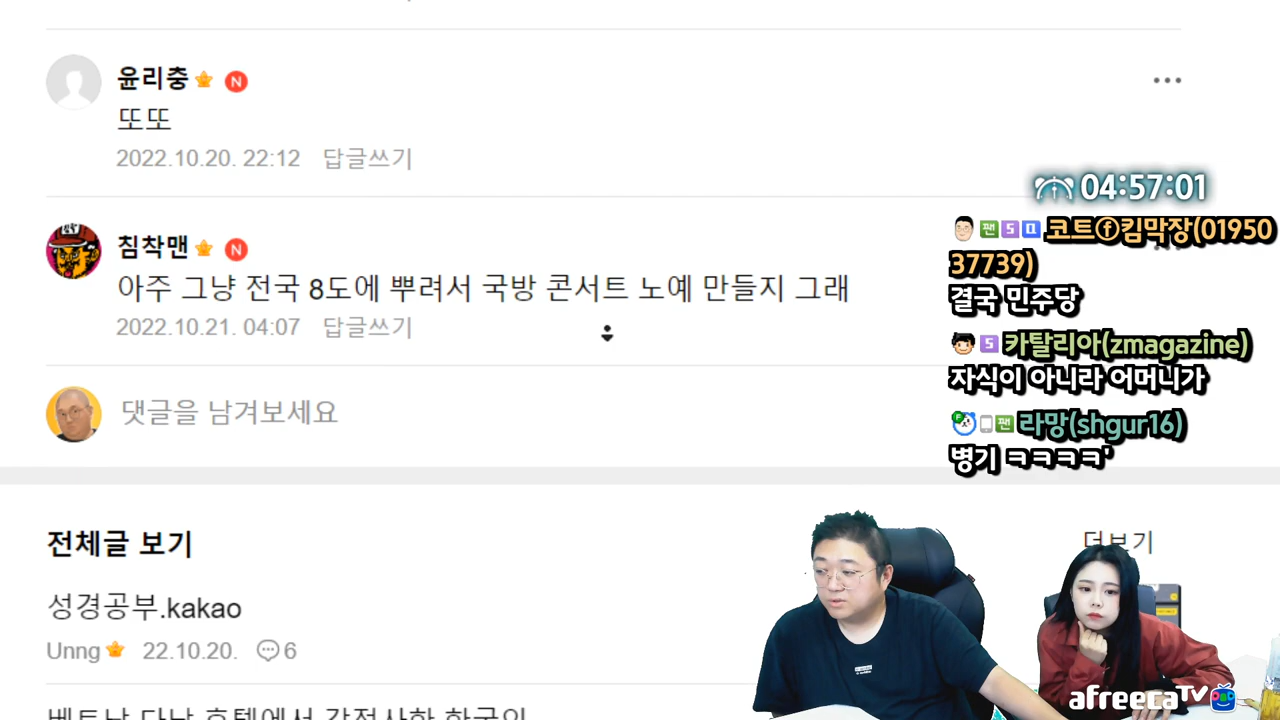 윤리충 N
또또
2022.10.20. 22:12 답글쓰기
04:57:01
침착맨 N
아주 그냥 전국 8도에 뿌려서 국방 콘서트 노예 만들지 그래
2022.10.21. 04:07 답글쓰기
댓글을 남겨보세요
팬 S 코트ⓕ킴막장(01950
37739)
결국 민주당
S 카탈리아(zmagazine)
자식이 아니라 어머니가
F 팬 라망(shgur16)
병기 ㅋㅋㅋㅋ'
전체글 보기
더보기
성경공부.kakao
Unng 22.10.20. 6
afreecaTV